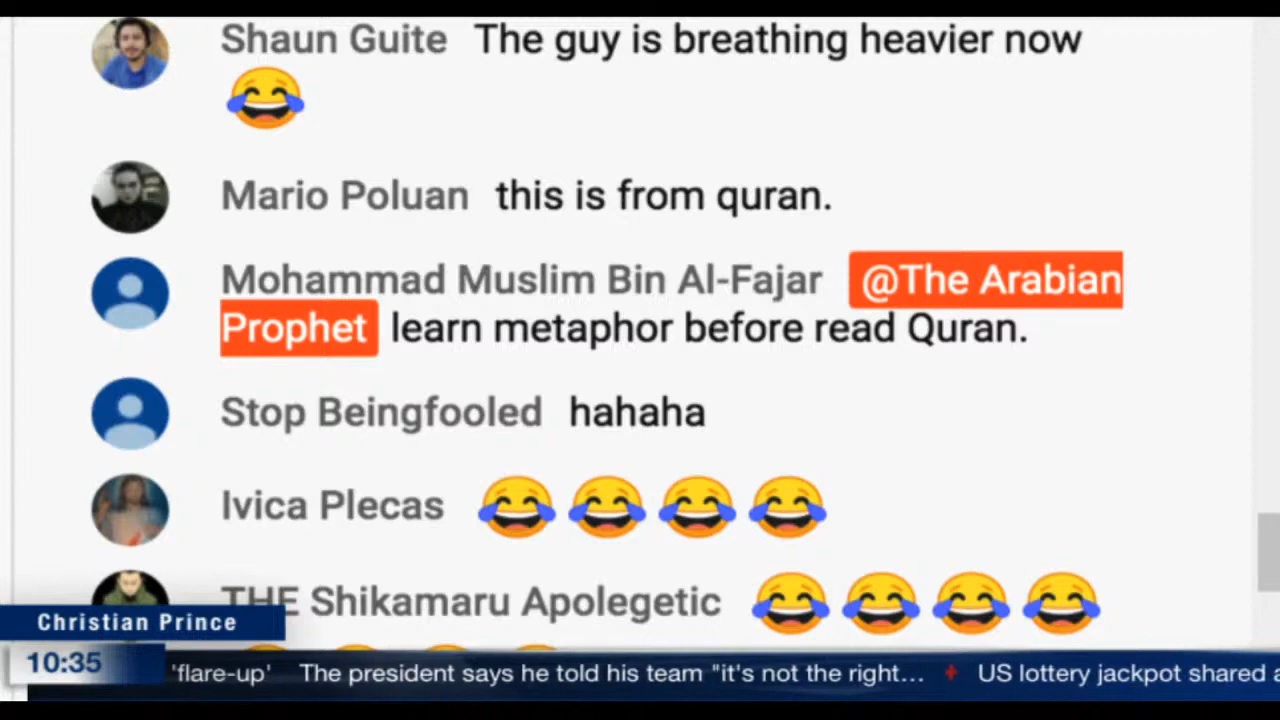 Shaun Guite The guy is breathing heavier now
😂
Mario Poluan this is from quran.
Mohammad Muslim Bin Al-Fajar @The Arabian
Prophet learn metaphor before read Quran.
Stop Beingfooled hahaha
Ivica Plecas 😂😂😂😂
THE Shikamaru Apolegetic 😂😂😂😂
Christian Prince
10:35 'flare-up' The president says he told his team "it's not the right... US lottery jackpot shared a